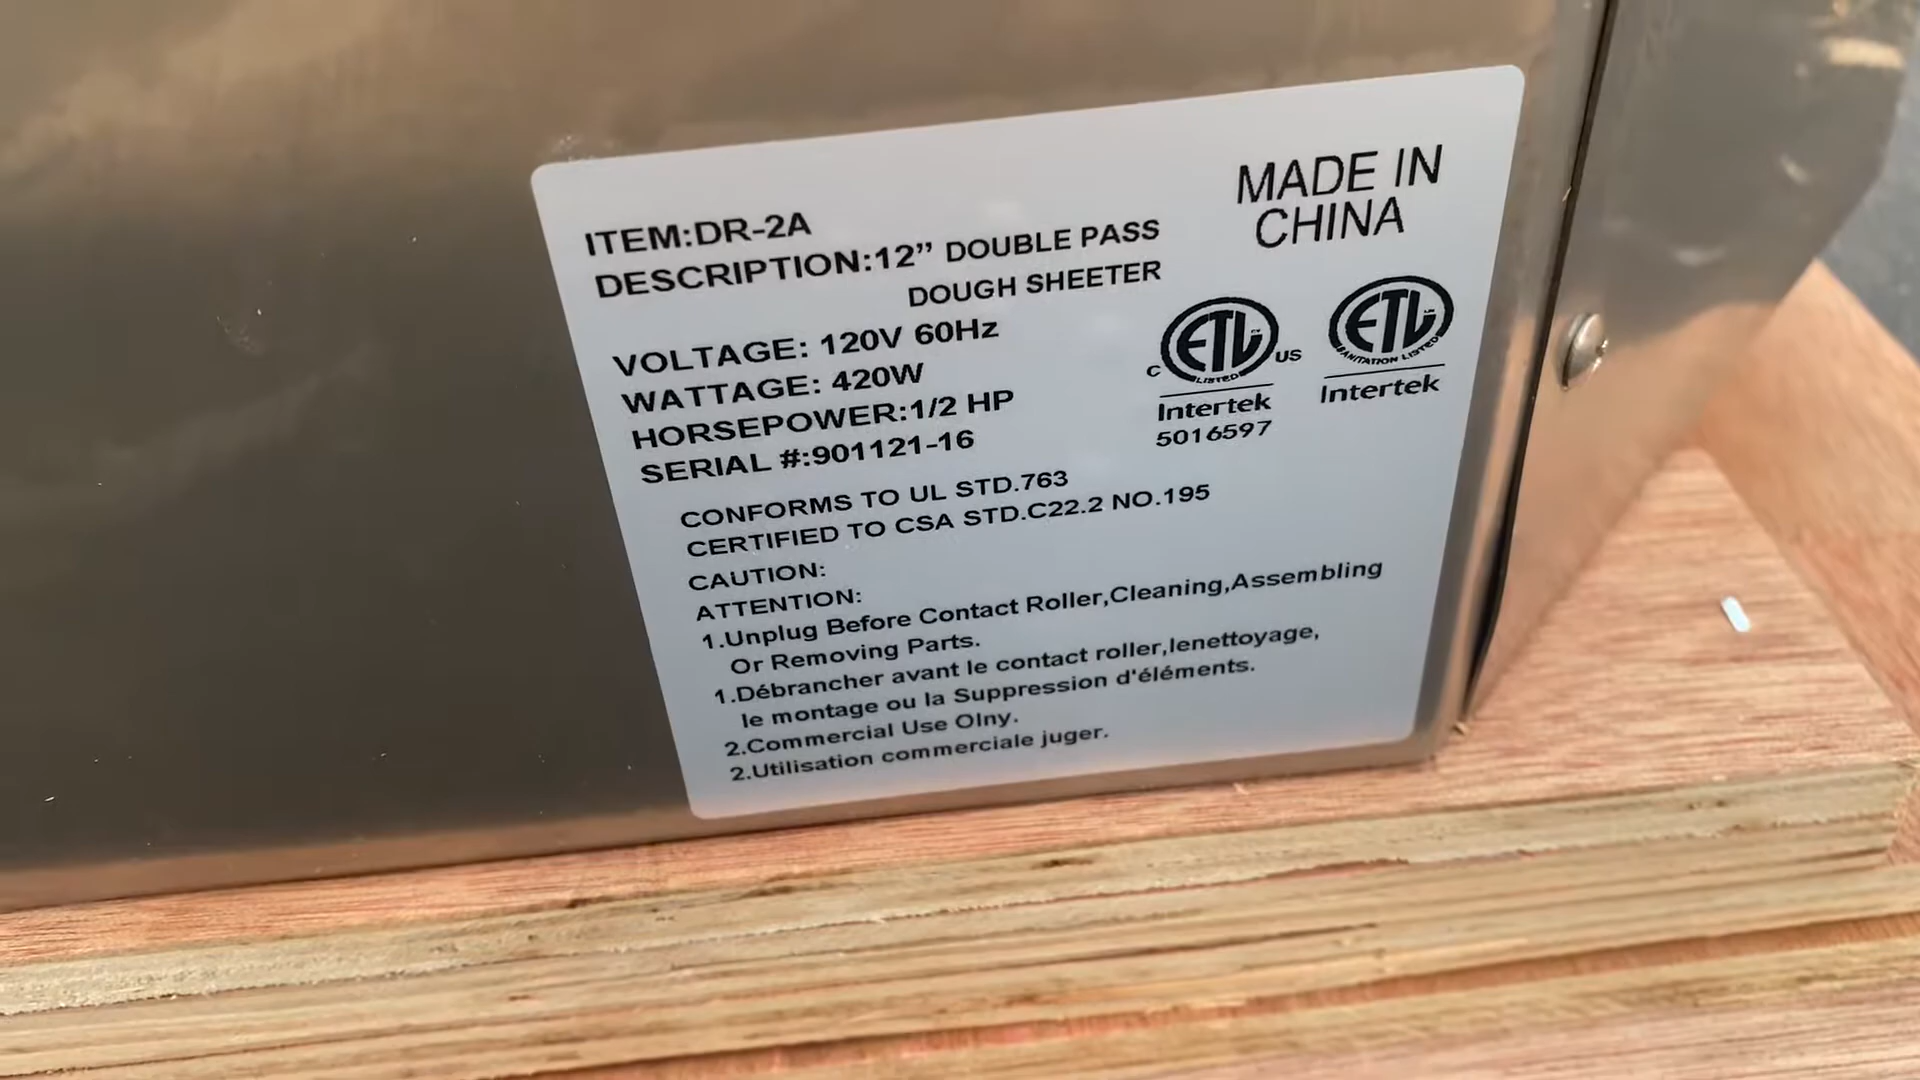 ITEM:DR-2A
DESCRIPTION:12” DOUBLE PASS
DOUGH SHEETER
VOLTAGE: 120V 60Hz
WATTAGE: 420W
HORSEPOWER:1/2 HP
SERIAL #:901121-16
MADE IN
CHINA
C ETL US
LISTED
Intertek
5016597
ETL
SANITATION LISTED
Intertek
CONFORMS TO UL STD.763
CERTIFIED TO CSA STD.C22.2 NO.195
CAUTION:
ATTENTION:
1.Unplug Before Contact Roller,Cleaning,Assembling
Or Removing Parts.
1.Débrancher avant le contact roller,lenettoyage,
le montage ou la Suppression d'éléments.
2.Commercial Use Olny.
2.Utilisation commerciale juger.